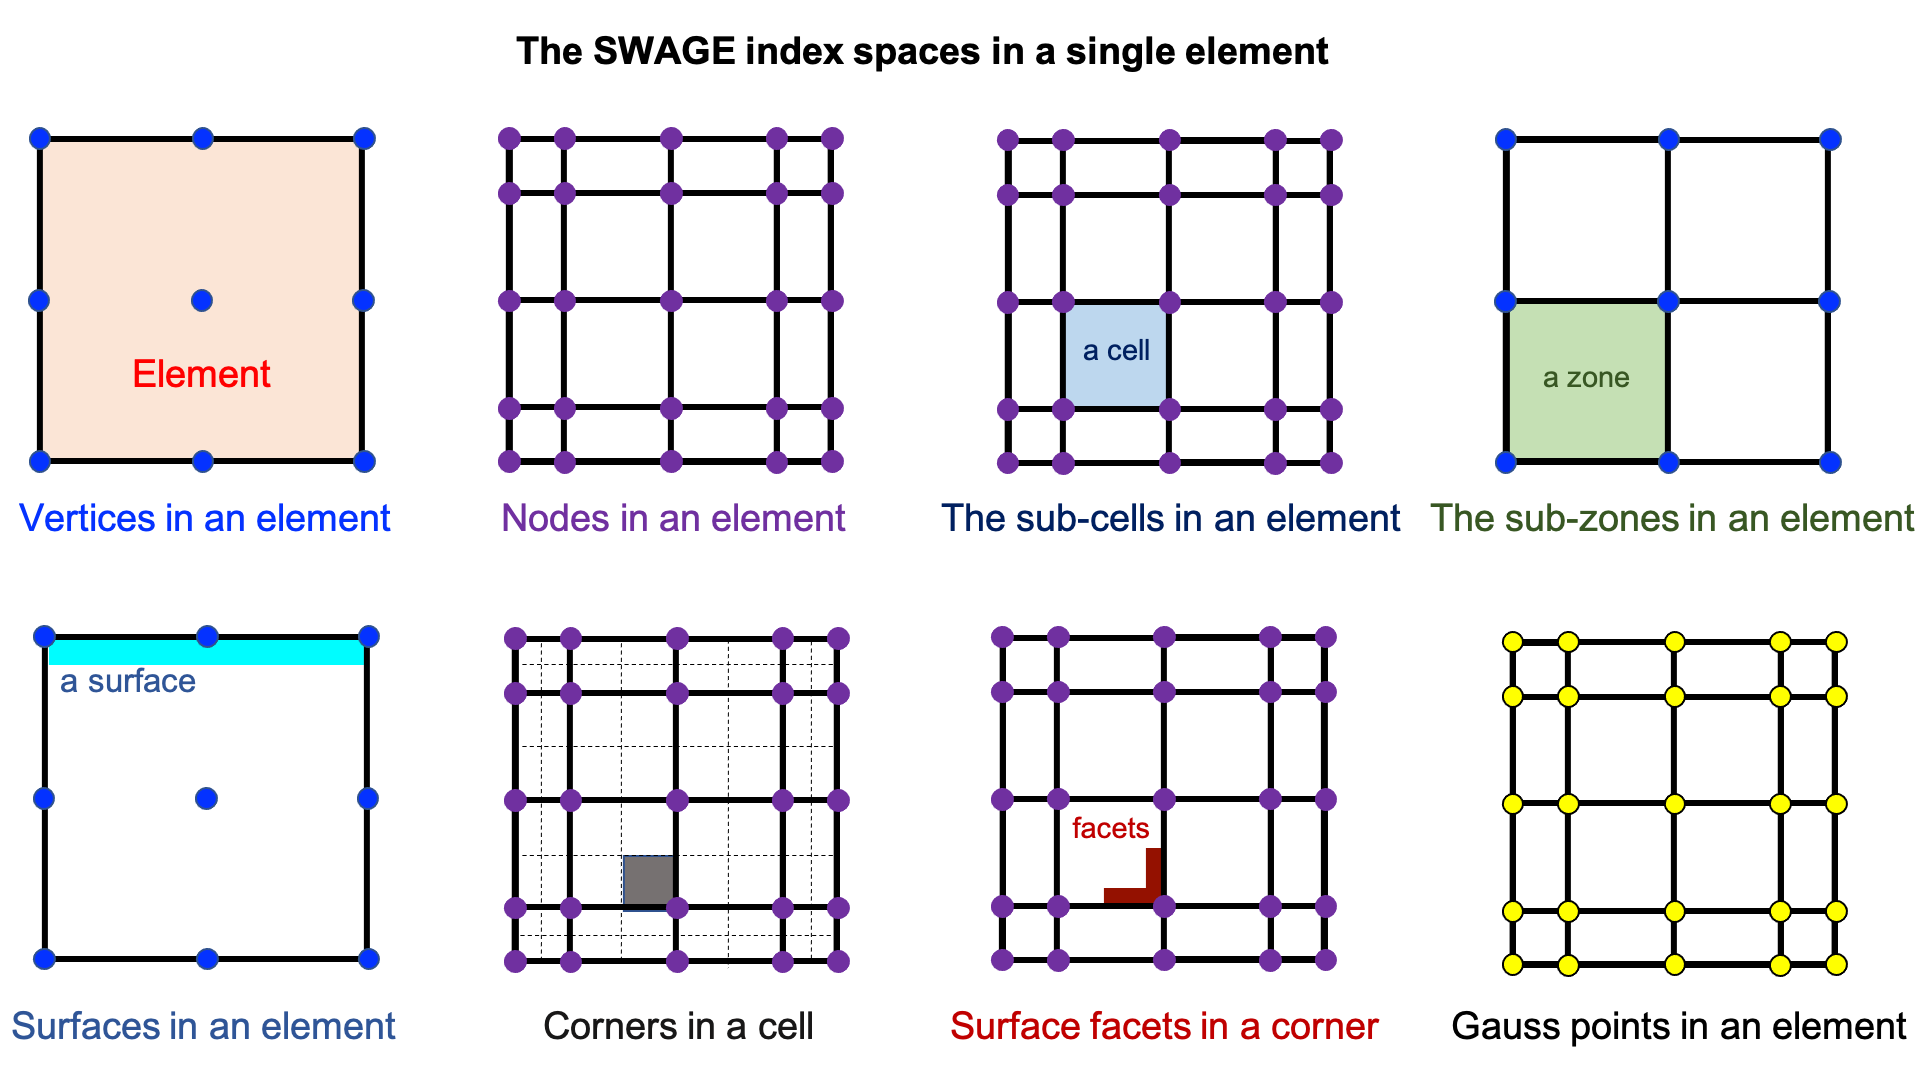 The SWAGE index spaces in a single element
Element
a cell
a zone
Vertices in an element
Nodes in an element
The sub-cells in an element
The sub-zones in an element
a surface
facets
Surfaces in an element
Corners in a cell
Surface facets in a corner
Gauss points in an element